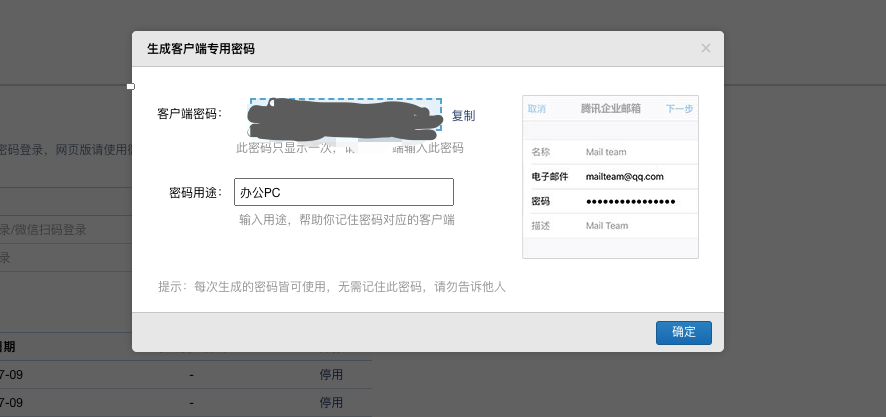 生成客户端专用密码
×
客户端密码：
复制
此密码只显示一次，
端输入此密码
密码用途：
办公PC
输入用途，帮助你记住密码对应的客户端
取消 腾讯企业邮箱 下一步
名称 Mail team
电子邮件 mailteam@qq.com
密码 ●●●●●●●●●●●●●●●●
描述 Mail Team
提示：每次生成的密码皆可使用，无需记住此密码，请勿告诉他人
确定
密码登录，网页版请使用
录/微信扫码登录
录
期
7-09 - 停用
7-09 - 停用